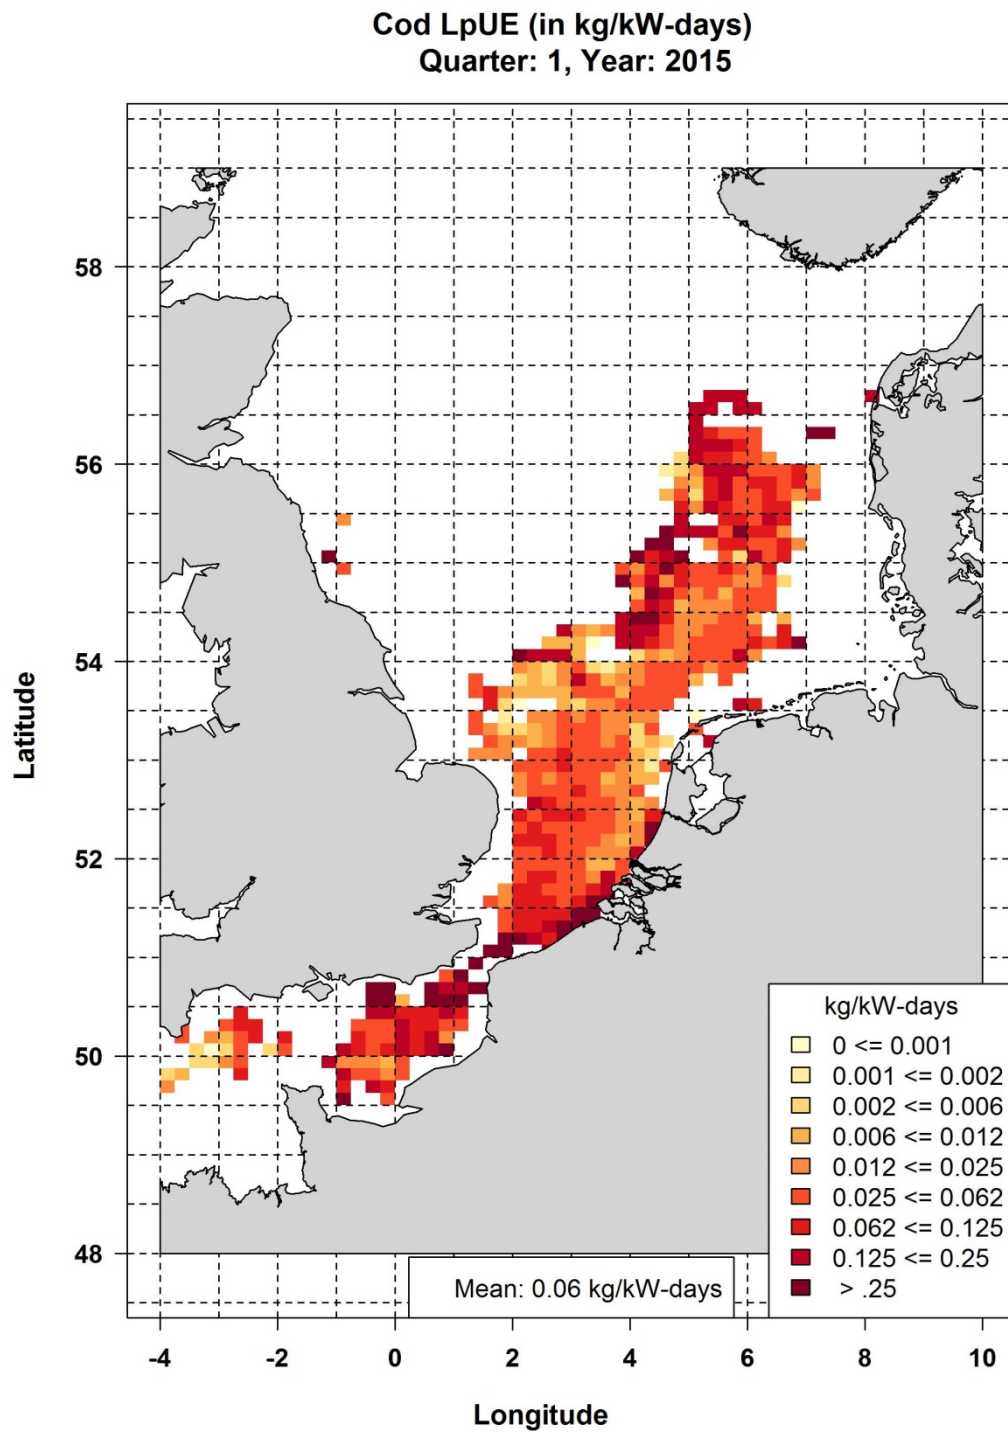 Cod LpUE (in kg/kW-days)
Quarter: 1, Year: 2015
Latitude
58
56
54
52
50
48
kg/kW-days
0 <= 0.001
0.001 <= 0.002
0.002 <= 0.006
0.006 <= 0.012
0.012 <= 0.025
0.025 <= 0.062
0.062 <= 0.125
0.125 <= 0.25
> .25
Mean: 0.06 kg/kW-days
-4 -2 0 2 4 6 8 10
Longitude